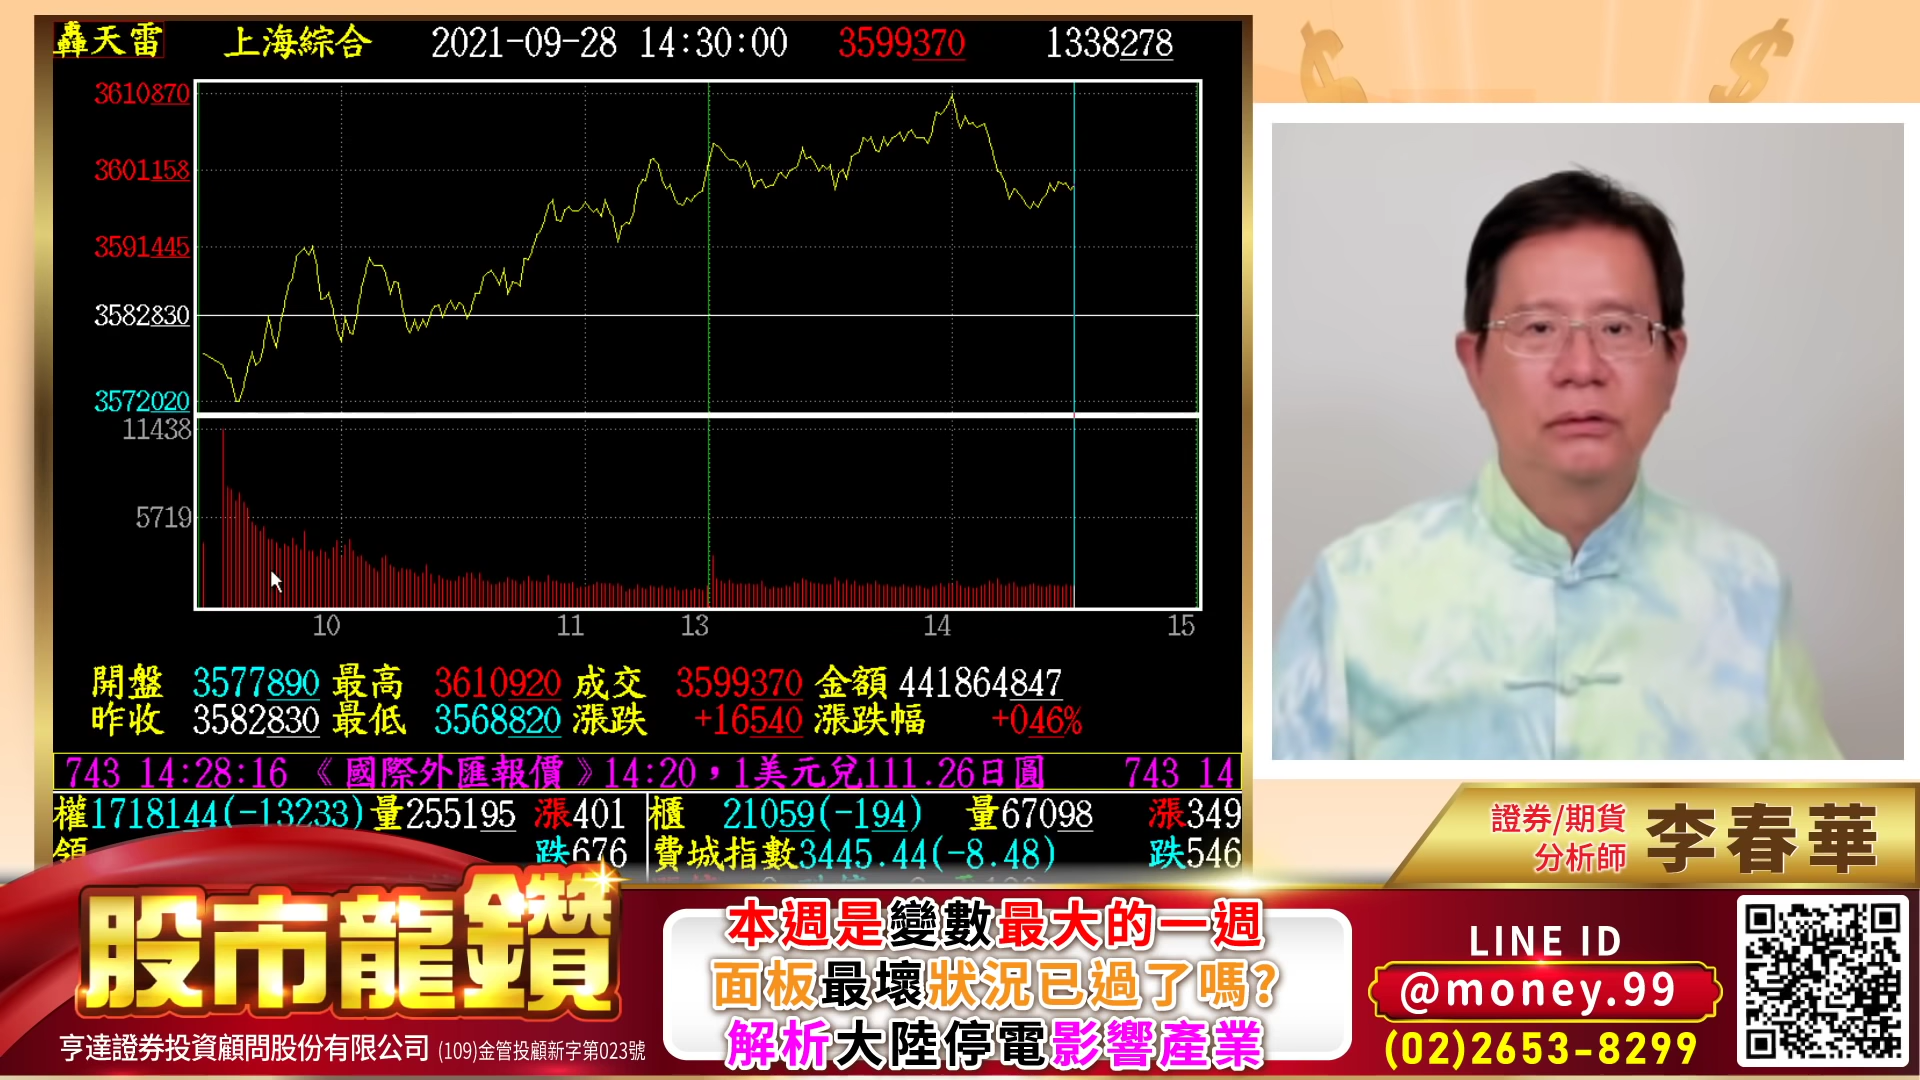 轟天雷 上海綜合 2021-09-28 14:30:00 3599370 1338278
3610870
3601158
3591445
3582830
3572020
11438
5719
10 11 13 14 15
開盤 3577890 最高 3610920 成交 3599370 金額 441864847
昨收 3582830 最低 3568820 漲跌 +16540 漲跌幅 +046%
743 14:28:16《國際外匯報價》14:20，1美元兌111.26日圓 743 14
權1718144(-13233)量255195 漲401 櫃 21059(-194) 量67098 漲349
跌676 費城指數3445.44(-8.48) 跌546
證券/期貨
分析師
李春華
股市龍鑽
亨達證券投資顧問股份有限公司 (109)金管投顧新字第023號
本週是變數最大的一週
面板最壞狀況已過了嗎?
解析大陸停電影響產業
LINE ID
@money.99
(02)2653-8299